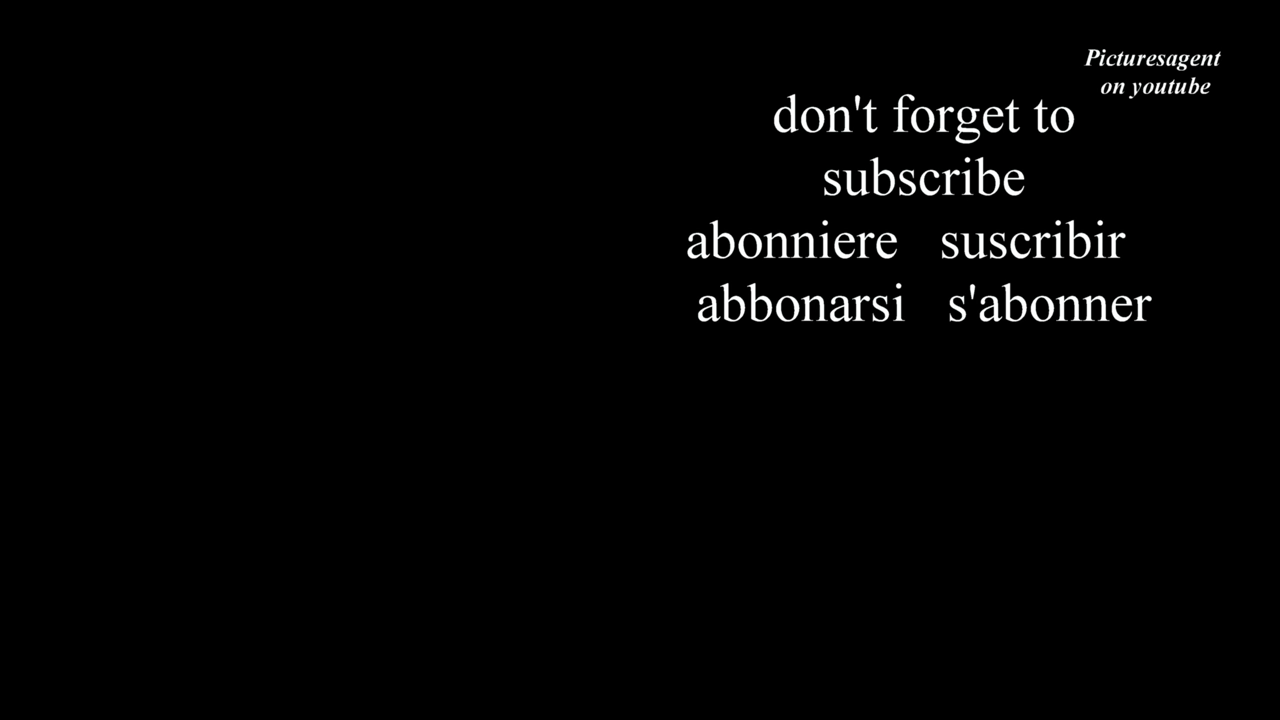 Picturesagent
on youtube
don't forget to
subscribe
abonniere suscribir
abbonarsi s'abonner